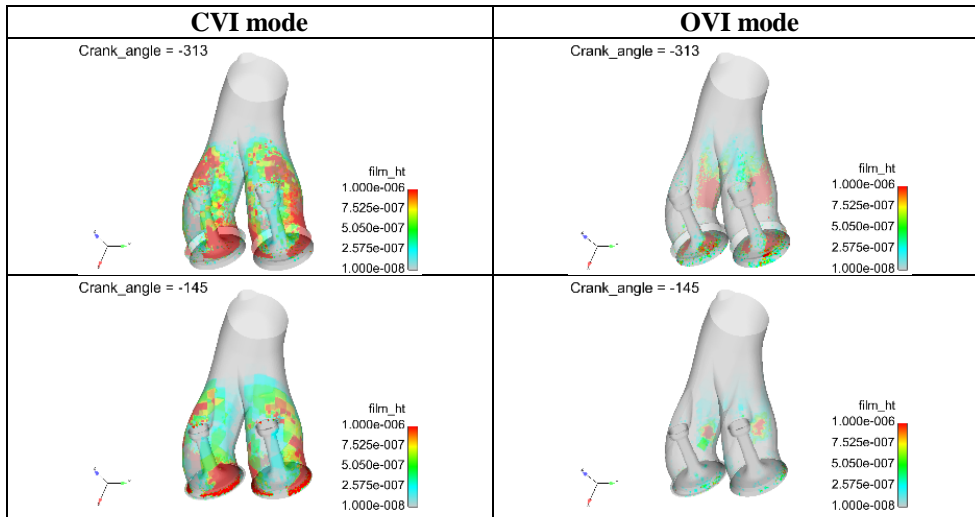 CVI mode
OVI mode
Crank_angle = -313
film_ht
1.000e-006
7.525e-007
5.050e-007
2.575e-007
1.000e-008
Crank_angle = -313
film_ht
1.000e-006
7.525e-007
5.050e-007
2.575e-007
1.000e-008
Crank_angle = -145
film_ht
1.000e-006
7.525e-007
5.050e-007
2.575e-007
1.000e-008
Crank_angle = -145
film_ht
1.000e-006
7.525e-007
5.050e-007
2.575e-007
1.000e-008